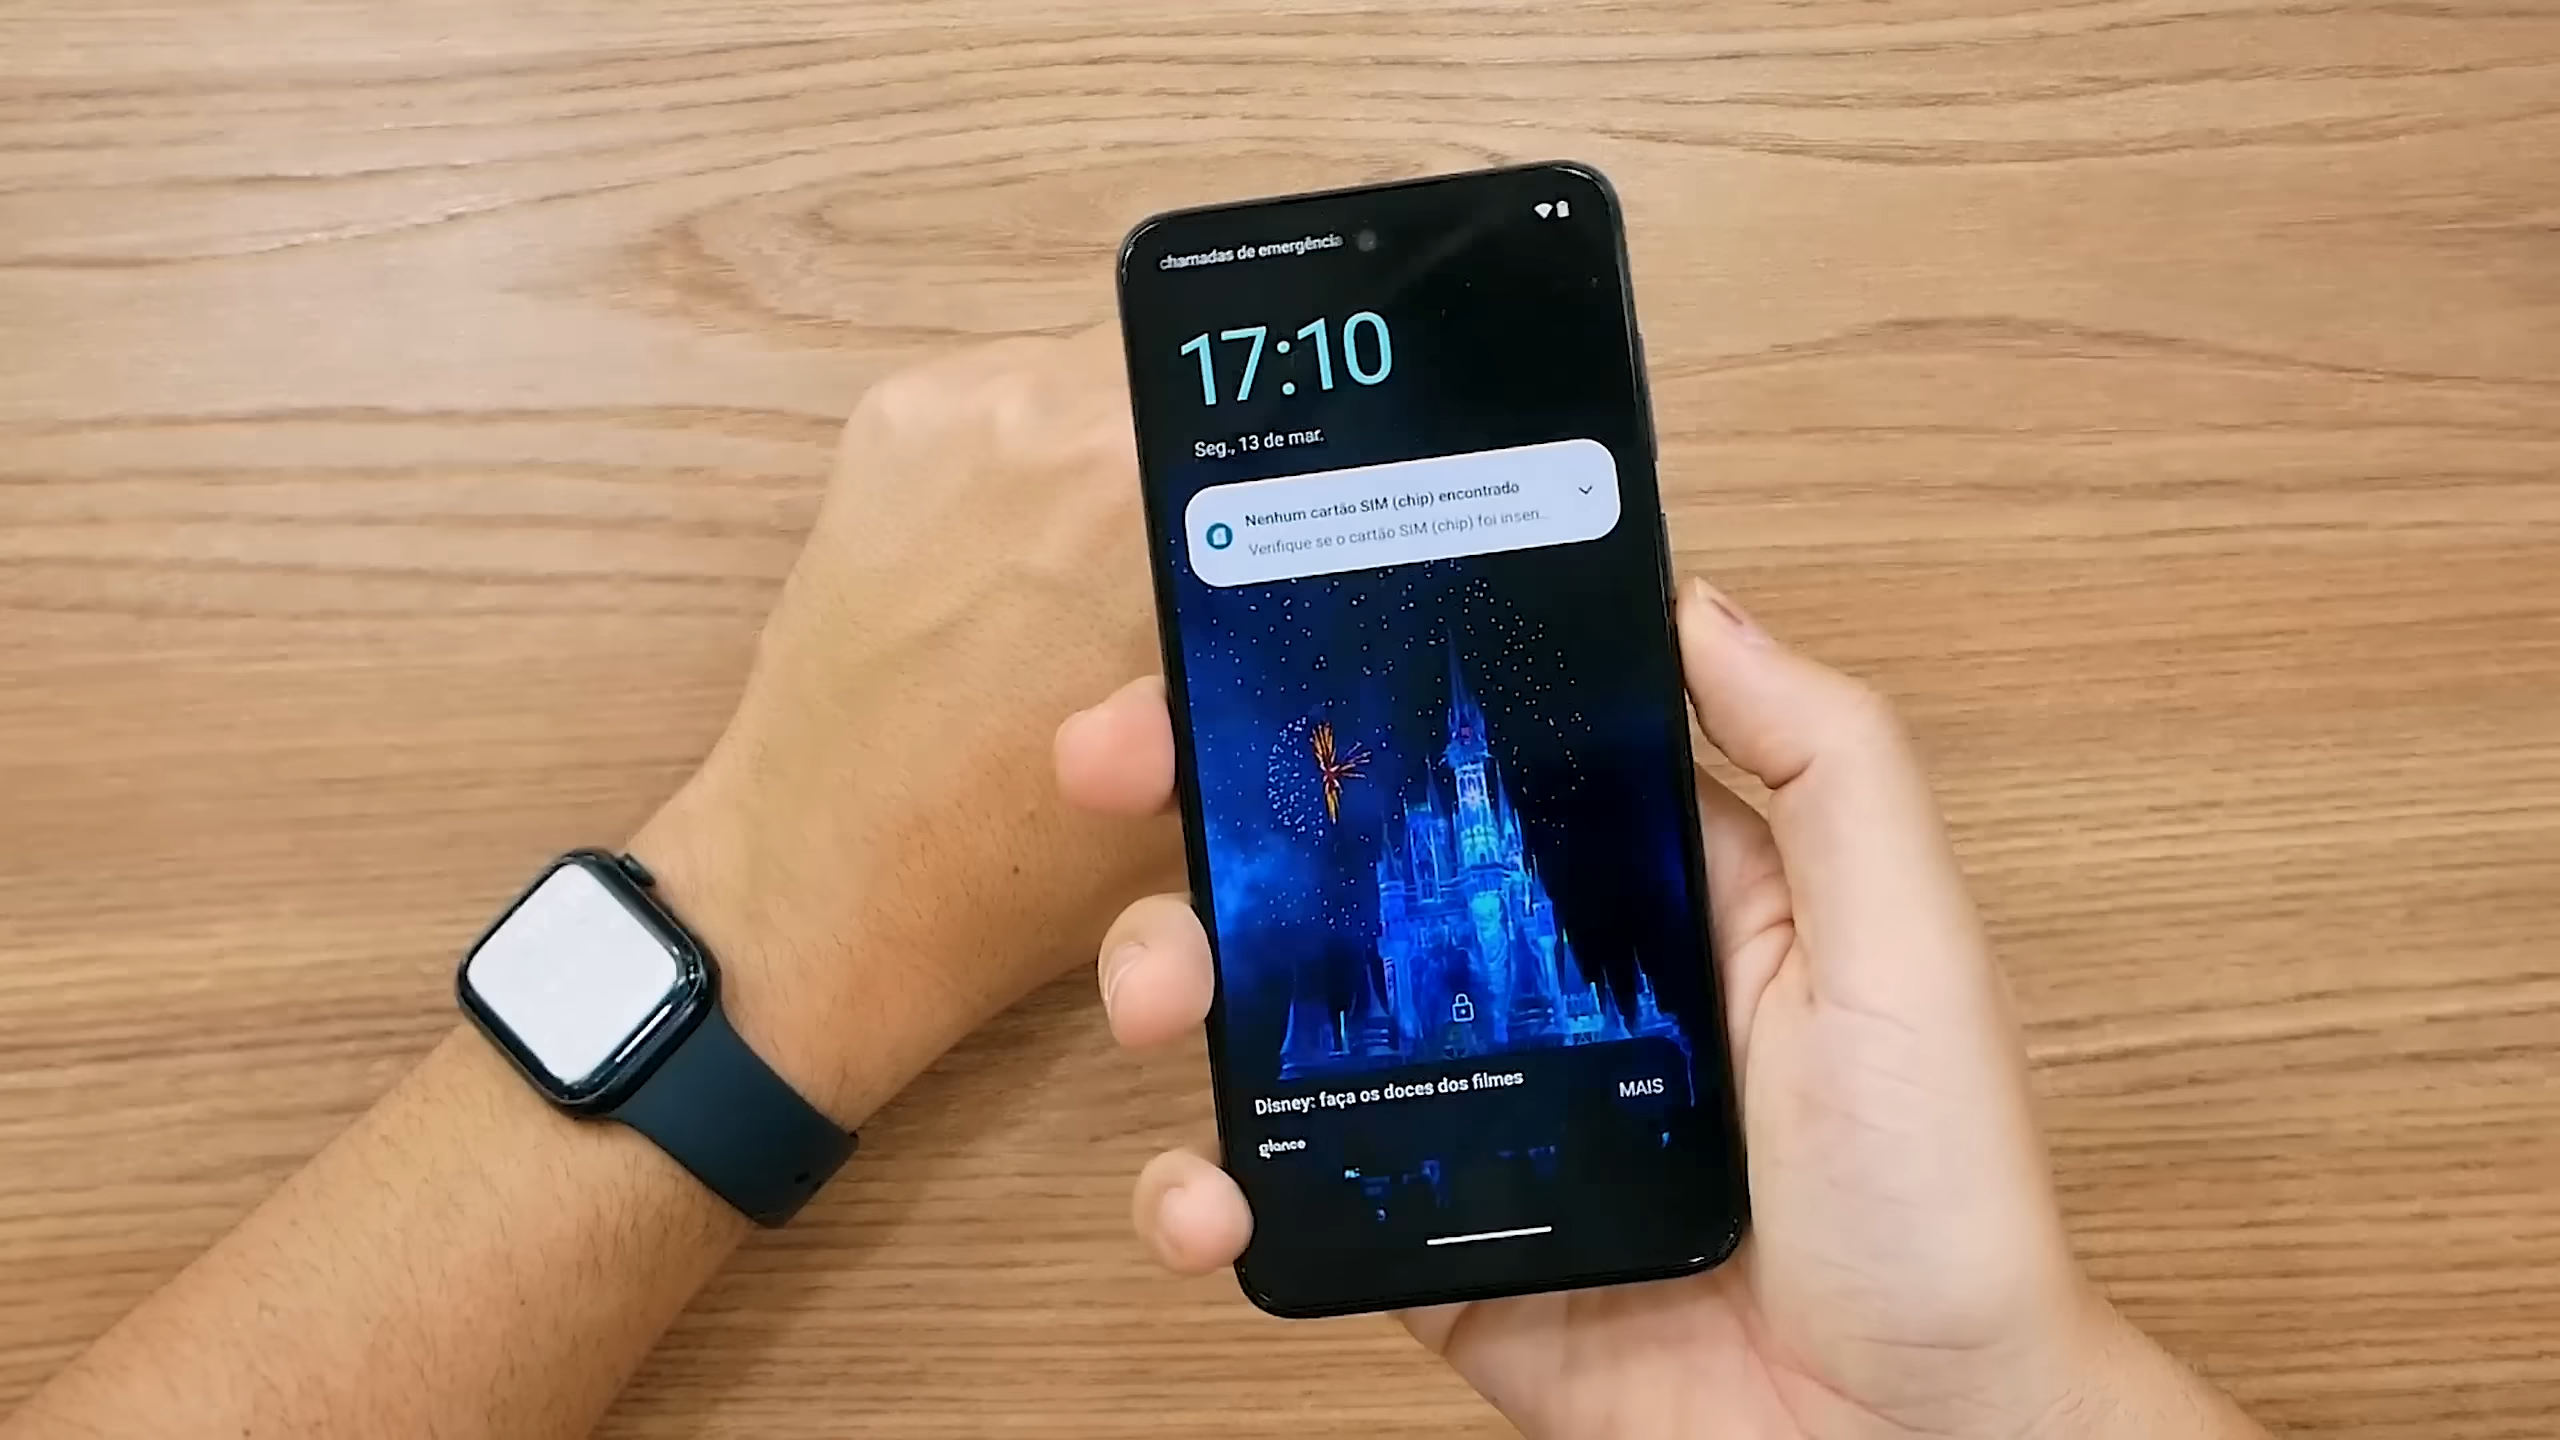 chamadas de emergência
17:10
Seg., 13 de mar.
Nenhum cartão SIM (chip) encontrado
Verifique se o cartão SIM (chip) foi inseri...
Disney: faça os doces dos filmes
MAIS
glance